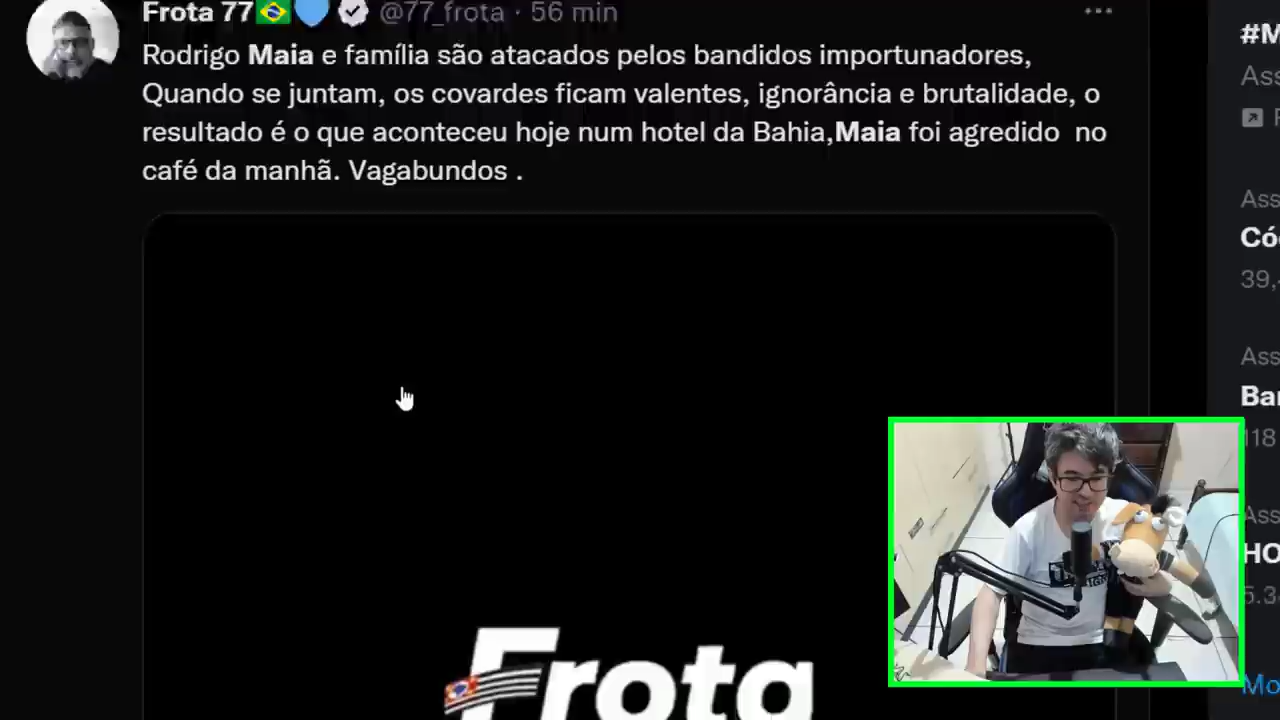 Frota 77 @77_frota · 56 min
Rodrigo Maia e família são atacados pelos bandidos importunadores,
Quando se juntam, os covardes ficam valentes, ignorância e brutalidade, o
resultado é o que aconteceu hoje num hotel da Bahia,Maia foi agredido no
café da manhã. Vagabundos .
Frota
#M
Ass
Ass
Có
39,
Ass
Bar
118
Ass
HO
5.3
Mo